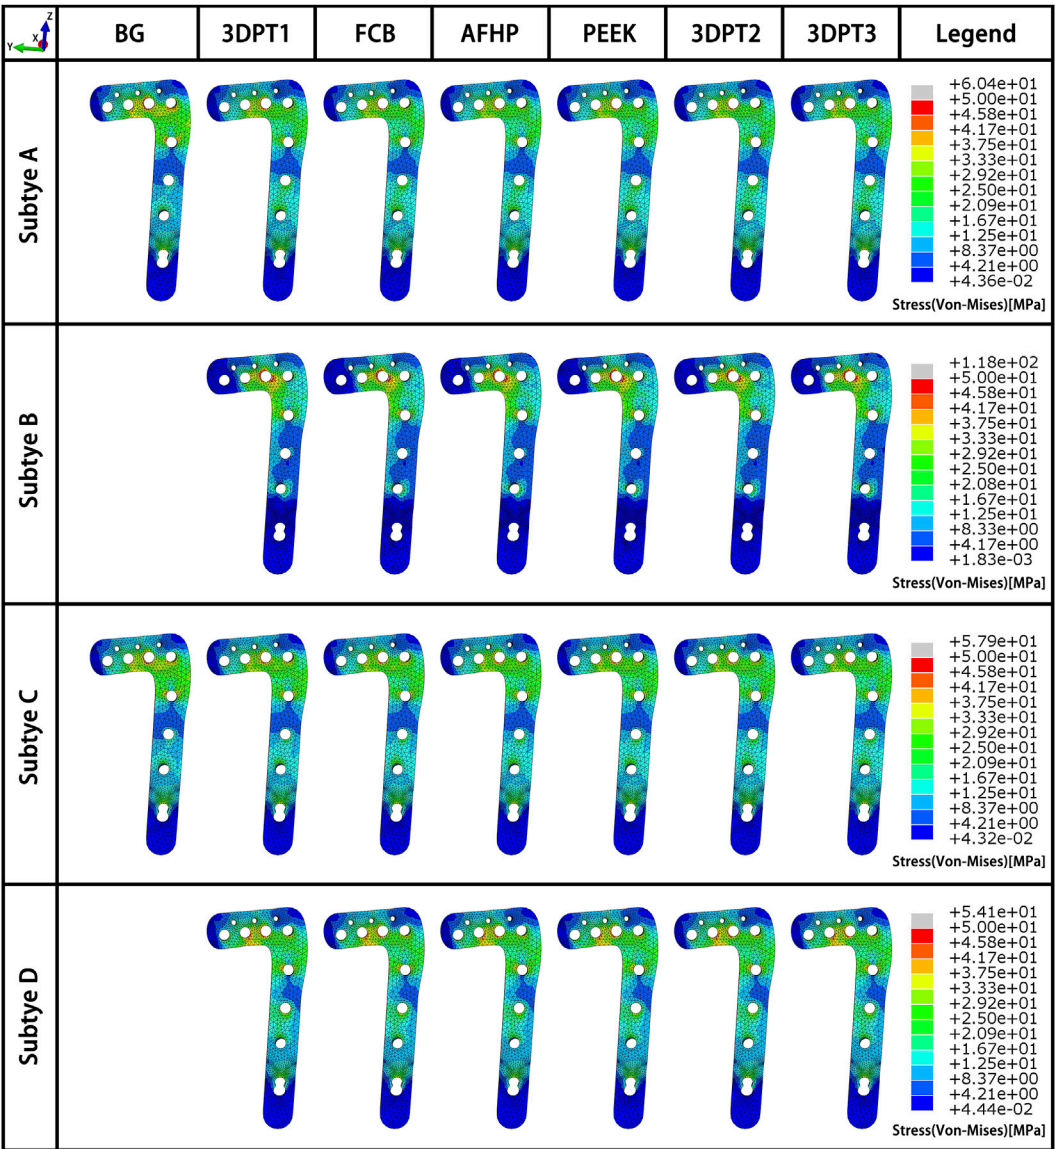 Z
Y
X
BG
3DPT1
FCB
AFHP
PEEK
3DPT2
3DPT3
Legend
Subtye A
+6.04e+01
+5.00e+01
+4.58e+01
+4.17e+01
+3.75e+01
+3.33e+01
+2.92e+01
+2.50e+01
+2.09e+01
+1.67e+01
+1.25e+01
+8.37e+00
+4.21e+00
+4.36e-02
Stress(Von-Mises)[MPa]
Subtye B
+1.18e+02
+5.00e+01
+4.58e+01
+4.17e+01
+3.75e+01
+3.33e+01
+2.92e+01
+2.50e+01
+2.08e+01
+1.67e+01
+1.25e+01
+8.33e+00
+4.17e+00
+1.83e-03
Stress(Von-Mises)[MPa]
Subtye C
+5.79e+01
+5.00e+01
+4.58e+01
+4.17e+01
+3.75e+01
+3.33e+01
+2.92e+01
+2.50e+01
+2.09e+01
+1.67e+01
+1.25e+01
+8.37e+00
+4.21e+00
+4.32e-02
Stress(Von-Mises)[MPa]
Subtye D
+5.41e+01
+5.00e+01
+4.58e+01
+4.17e+01
+3.75e+01
+3.33e+01
+2.92e+01
+2.50e+01
+2.09e+01
+1.67e+01
+1.25e+01
+8.37e+00
+4.21e+00
+4.44e-02
Stress(Von-Mises)[MPa]